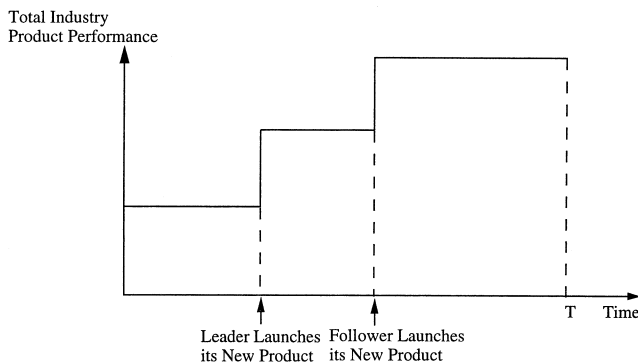 Total Industry
Product Performance
T
Time
Leader Launches
its New Product
Follower Launches
its New Product